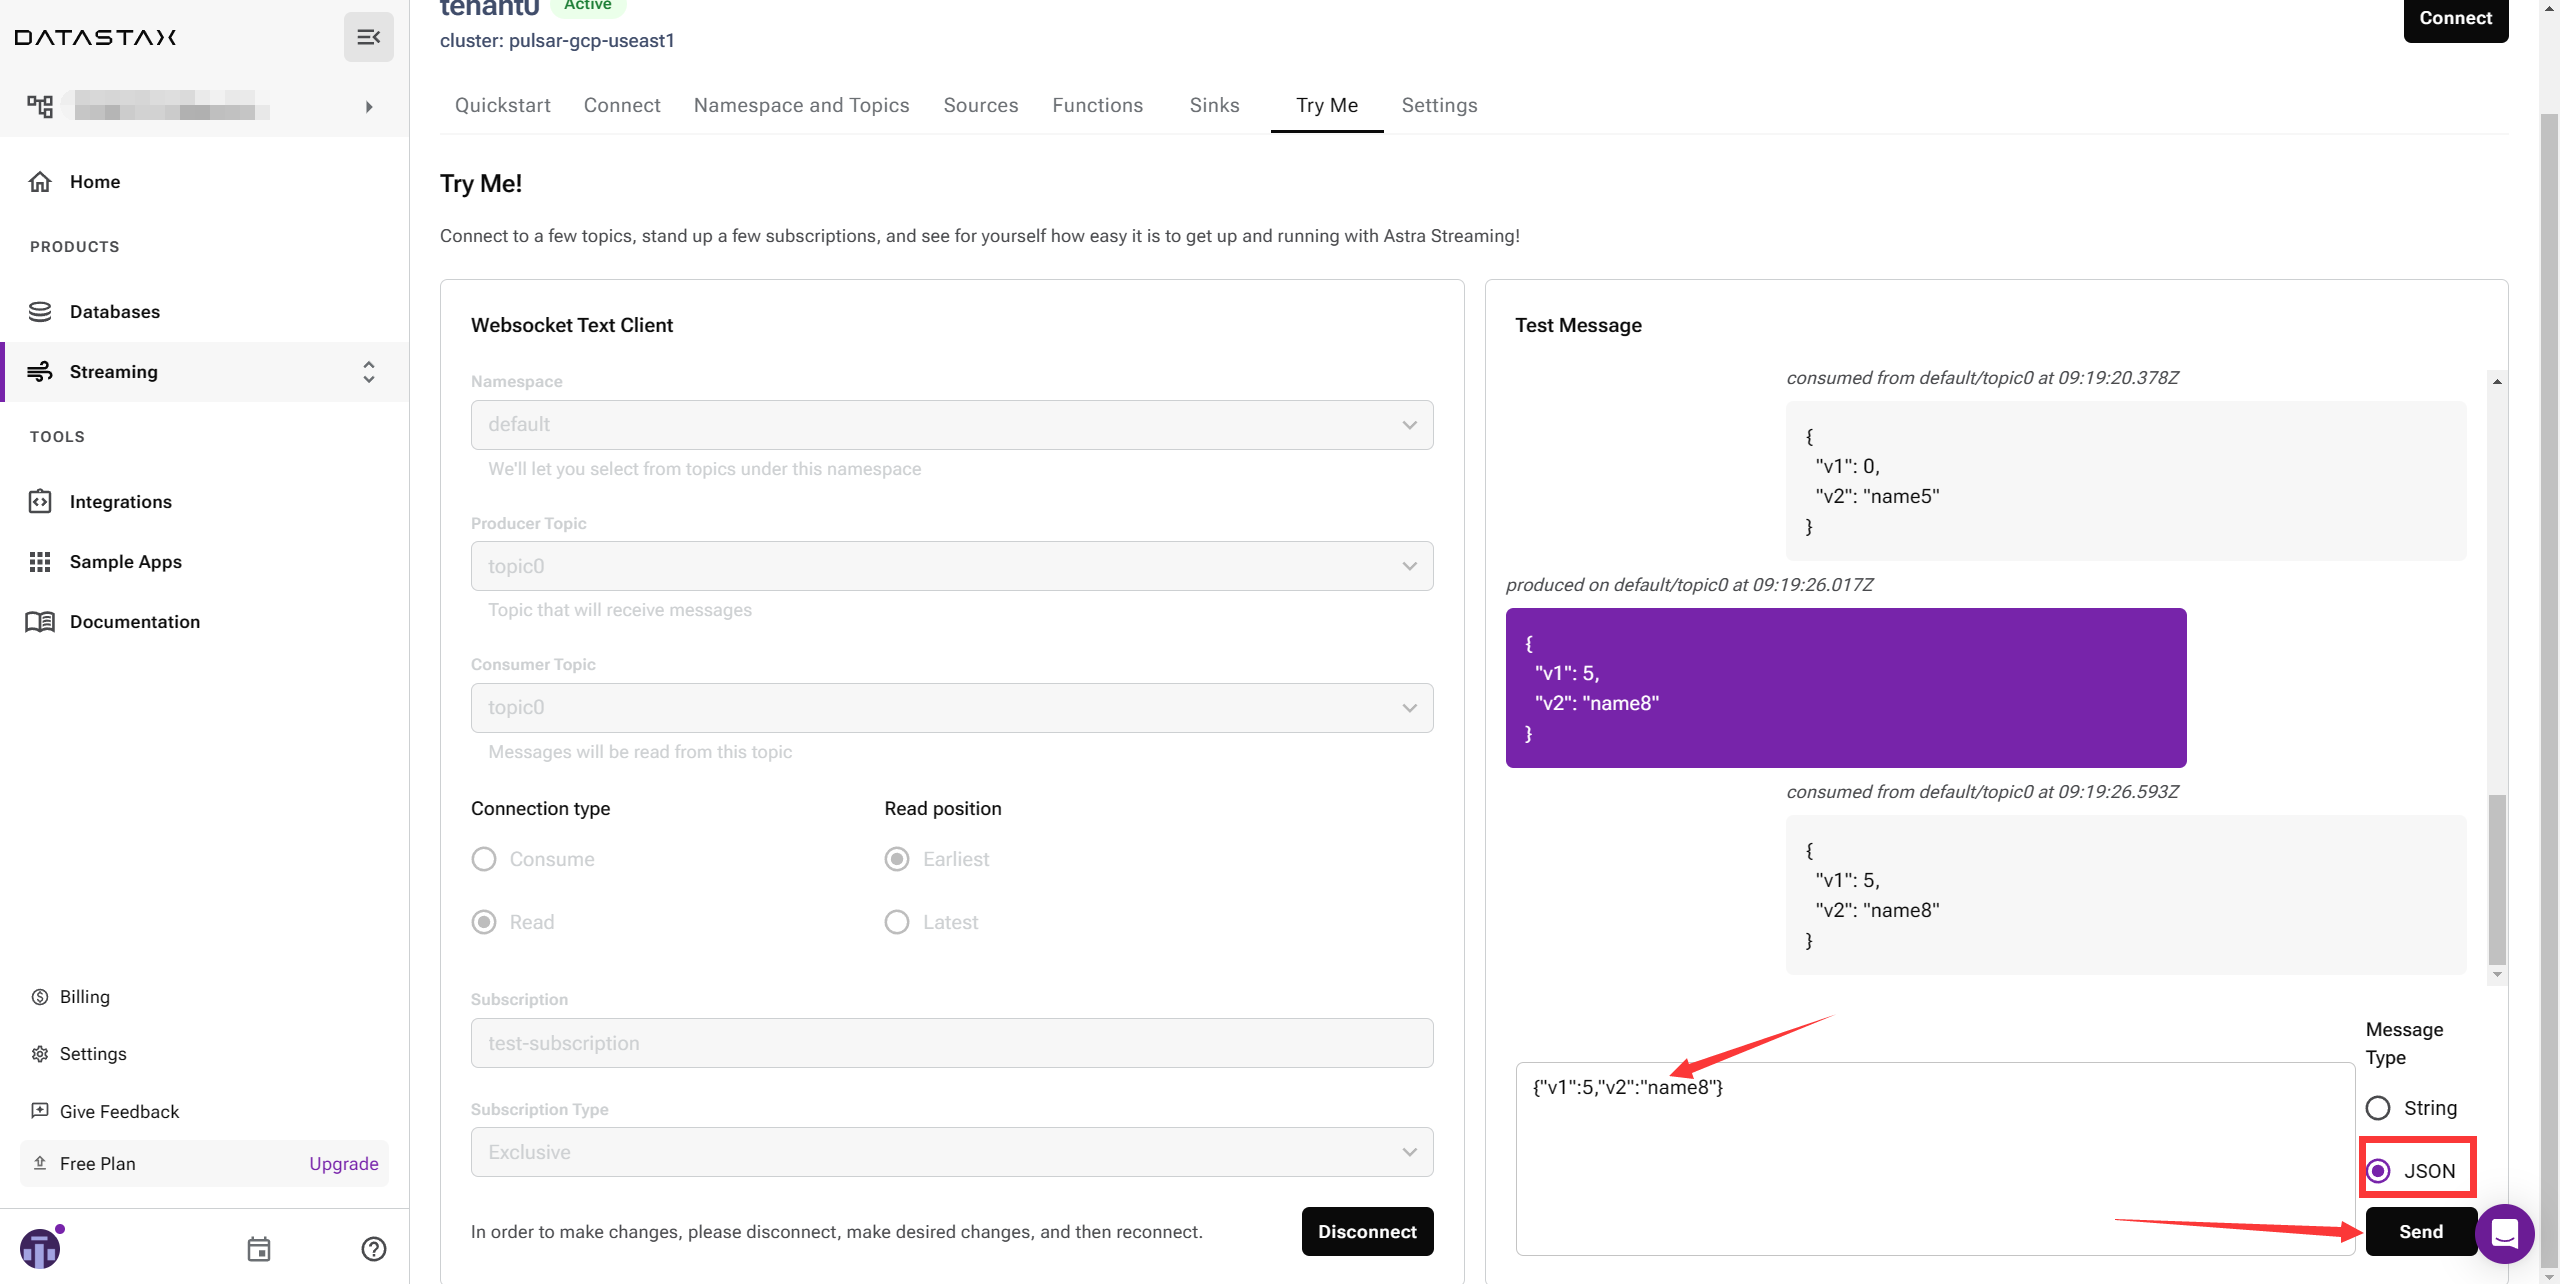 DATASTAX
Home
PRODUCTS
Databases
Streaming
TOOLS
Integrations
Sample Apps
Documentation
Billing
Settings
Give Feedback
Free Plan
Upgrade
tenant0
Active
cluster: pulsar-gcp-useast1
Connect
Quickstart
Connect
Namespace and Topics
Sources
Functions
Sinks
Try Me
Settings
Try Me!
Connect to a few topics, stand up a few subscriptions, and see for yourself how easy it is to get up and running with Astra Streaming!
Websocket Text Client
Namespace
default
We'll let you select from topics under this namespace
Producer Topic
topic0
Topic that will receive messages
Consumer Topic
topic0
Messages will be read from this topic
Connection type
Consume
Read
Read position
Earliest
Latest
Subscription
test-subscription
Subscription Type
Exclusive
In order to make changes, please disconnect, make desired changes, and then reconnect.
Disconnect
Test Message
consumed from default/topic0 at 09:19:20.378Z
{
"v1": 0,
"v2": "name5"
}
produced on default/topic0 at 09:19:26.017Z
{
"v1": 5,
"v2": "name8"
}
consumed from default/topic0 at 09:19:26.593Z
{
"v1": 5,
"v2": "name8"
}
{"v1":5,"v2":"name8"}
Message
Type
String
JSON
Send